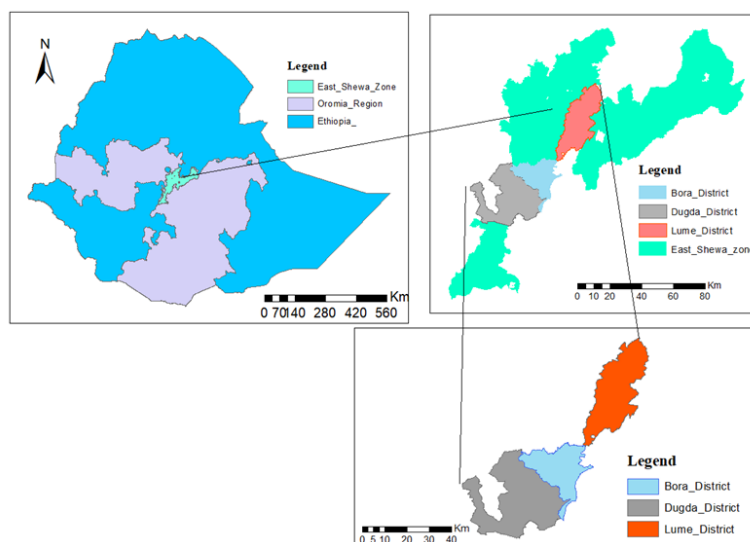 N
Legend
East_Shewa_Zone
Oromia_Region
Ethiopia_
Km
0 70140 280 420 560
Legend
Bora_District
Dugda_District
Lume_District
East_Shewa_zone
Km
0 10 20 40 60 80
Legend
Bora_District
Dugda_District
Lume_District
Km
0 5 10 20 30 40